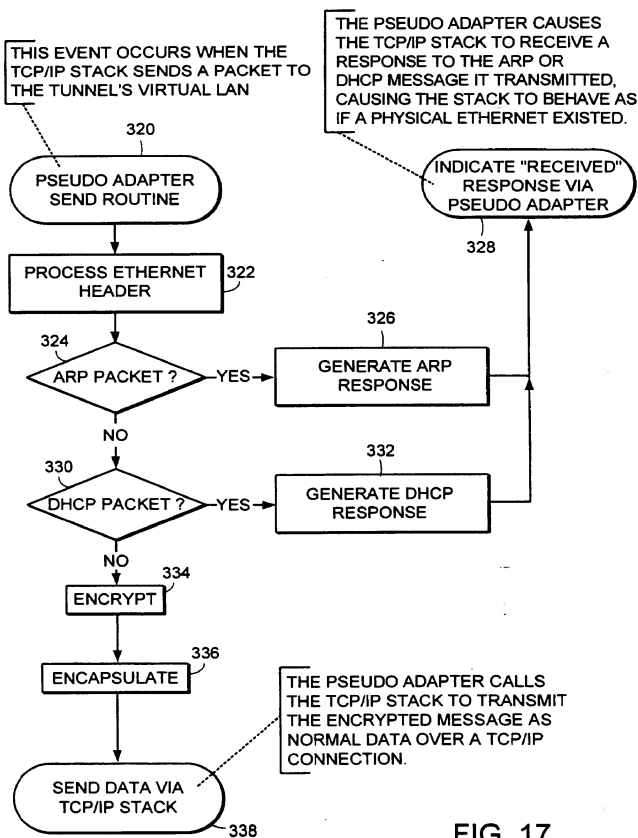 THIS EVENT OCCURS WHEN THE
TCP/IP STACK SENDS A PACKET TO
THE TUNNEL'S VIRTUAL LAN
THE PSEUDO ADAPTER CAUSES
THE TCP/IP STACK TO RECEIVE A
RESPONSE TO THE ARP OR
DHCP MESSAGE IT TRANSMITTED,
CAUSING THE STACK TO BEHAVE AS
IF A PHYSICAL ETHERNET EXISTED.
320
PSEUDO ADAPTER
SEND ROUTINE
INDICATE "RECEIVED"
RESPONSE VIA
PSEUDO ADAPTER
328
PROCESS ETHERNET
HEADER
322
324
ARP PACKET ?
YES
326
GENERATE ARP
RESPONSE
NO
330
DHCP PACKET ?
YES
332
GENERATE DHCP
RESPONSE
NO
334
ENCRYPT
336
ENCAPSULATE
THE PSEUDO ADAPTER CALLS
THE TCP/IP STACK TO TRANSMIT
THE ENCRYPTED MESSAGE AS
NORMAL DATA OVER A TCP/IP
CONNECTION.
SEND DATA VIA
TCP/IP STACK
338
FIG. 17